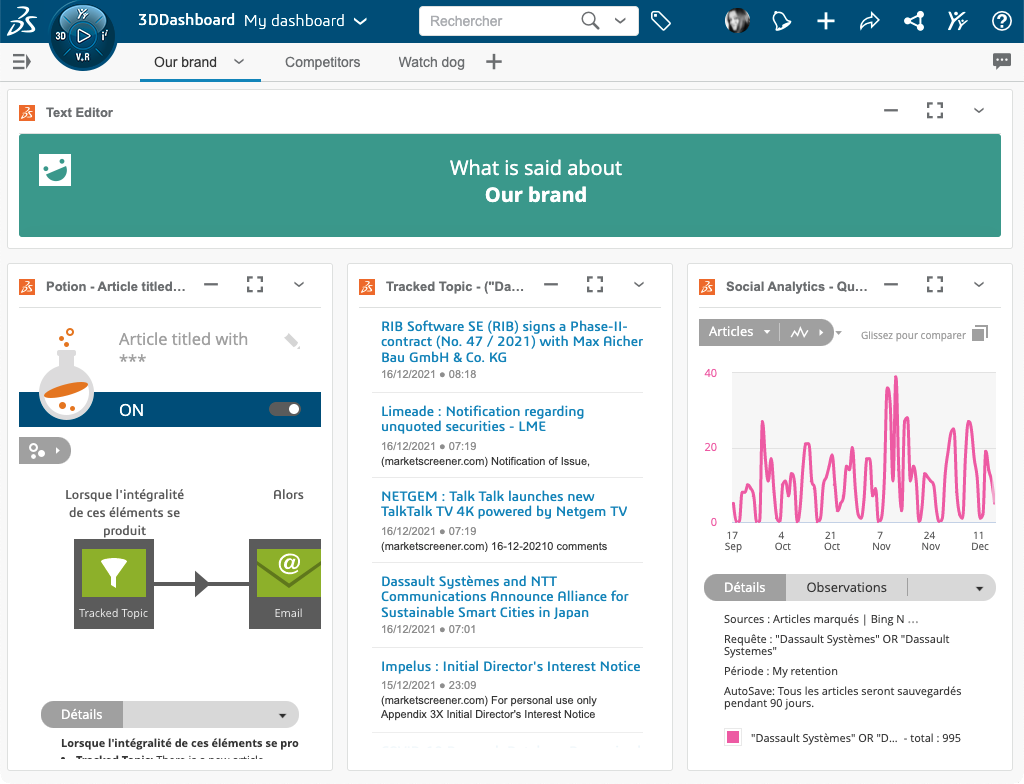 3DDashboard My dashboard
Rechercher
3D
V.R
Our brand
Competitors
Watch dog
Text Editor
What is said about
Our brand
Potion - Article titled...
Article titled with
***
ON
Lorsque l'intégralité
de ces éléments se
produit
Alors
Tracked Topic
@
Email
Détails
Lorsque l'intégralité de ces éléments se pro
Tracked Topic: There is a new article
Tracked Topic - ("Da...
RIB Software SE (RIB) signs a Phase-II-
contract (No. 47 / 2021) with Max Aicher
Bau GmbH & Co. KG
16/12/2021 ● 08:18
Limeade : Notification regarding
unquoted securities - LME
16/12/2021 ● 07:19
(marketscreener.com) Notification of Issue,
NETGEM : Talk Talk launches new
TalkTalk TV 4K powered by Netgem TV
16/12/2021 ● 07:19
(marketscreener.com) 16-12-20210 comments
Dassault Systèmes and NTT
Communications Announce Alliance for
Sustainable Smart Cities in Japan
16/12/2021 ● 07:01
Impelus : Initial Director's Interest Notice
15/12/2021 ● 23:09
(marketscreener.com) For personal use only
Appendix 3X Initial Director's Interest Notice
Social Analytics - Qu...
Articles
Glissez pour comparer
40
20
0
17 4 21 7 24 11
Sep Oct Oct Nov Nov Dec
Détails
Observations
Sources : Articles marqués | Bing N ...
Requête : "Dassault Systèmes" OR "Dassault
Systemes"
Période : My retention
AutoSave: Tous les articles seront sauvegardés
pendant 90 jours.
"Dassault Systèmes" OR "D... - total : 995